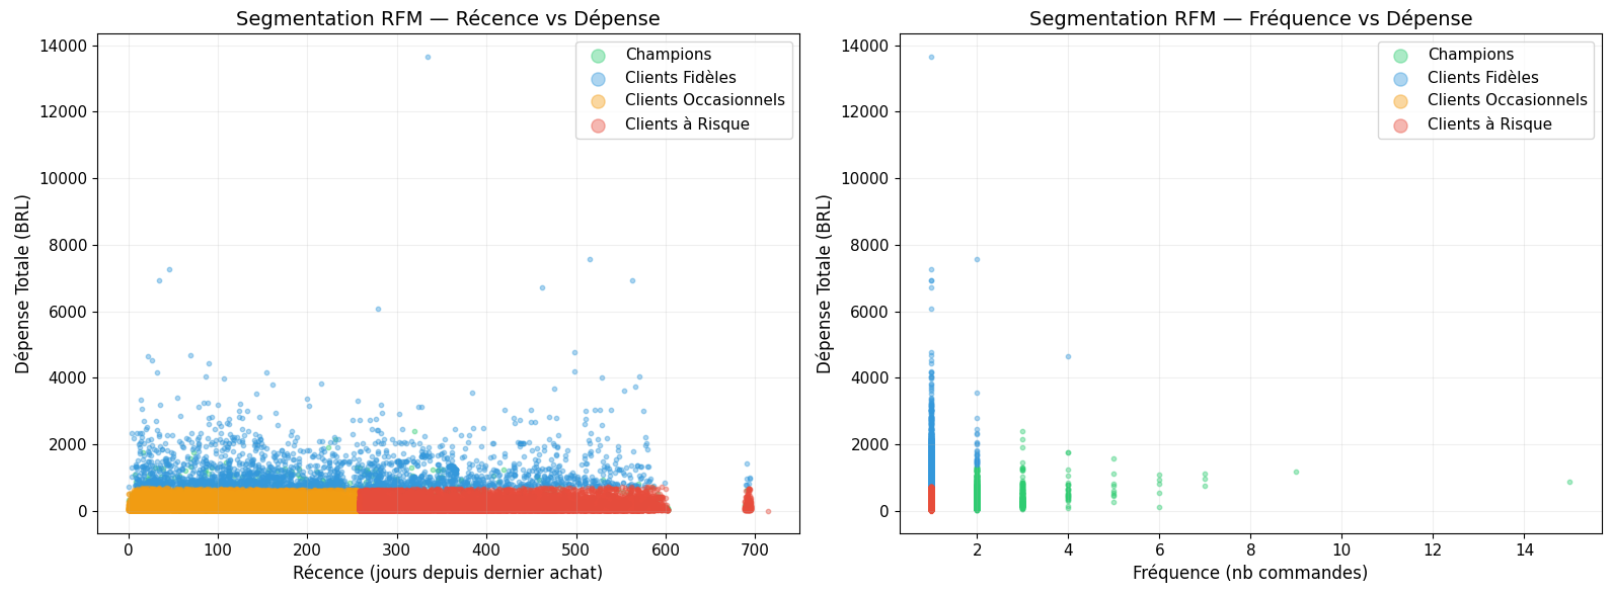 Segmentation RFM — Récence vs Dépense
Dépense Totale (BRL)
14000
12000
10000
8000
6000
4000
2000
0
Champions
Clients Fidèles
Clients Occasionnels
Clients à Risque
0 100 200 300 400 500 600 700
Récence (jours depuis dernier achat)
Segmentation RFM — Fréquence vs Dépense
Dépense Totale (BRL)
14000
12000
10000
8000
6000
4000
2000
0
Champions
Clients Fidèles
Clients Occasionnels
Clients à Risque
2 4 6 8 10 12 14
Fréquence (nb commandes)